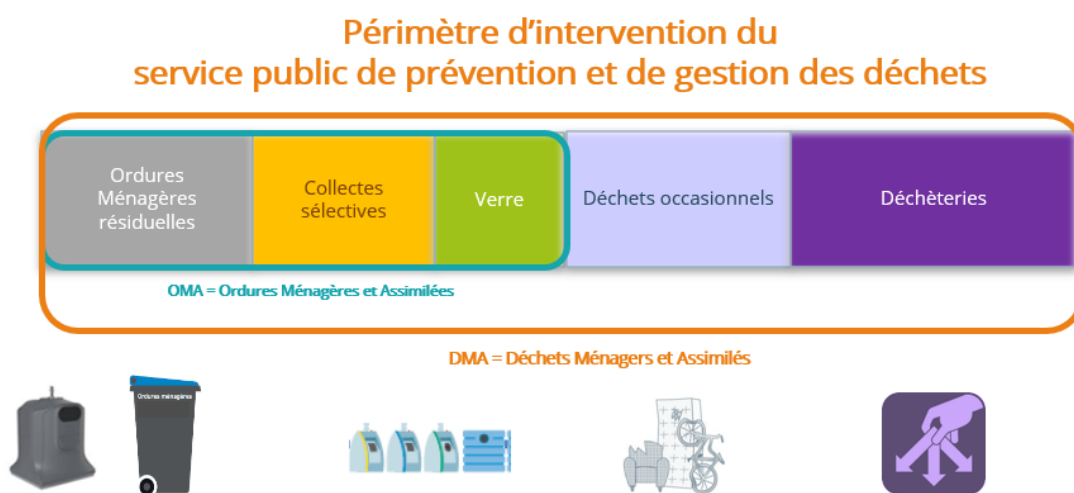 Périmètre d'intervention du
service public de prévention et de gestion des déchets
Ordures
Ménagères
résiduelles
Collectes
sélectives
Verre
Déchets occasionnels
Déchèteries
OMA = Ordures Ménagères et Assimilées
DMA = Déchets Ménagers et Assimilés
Ordures ménagères